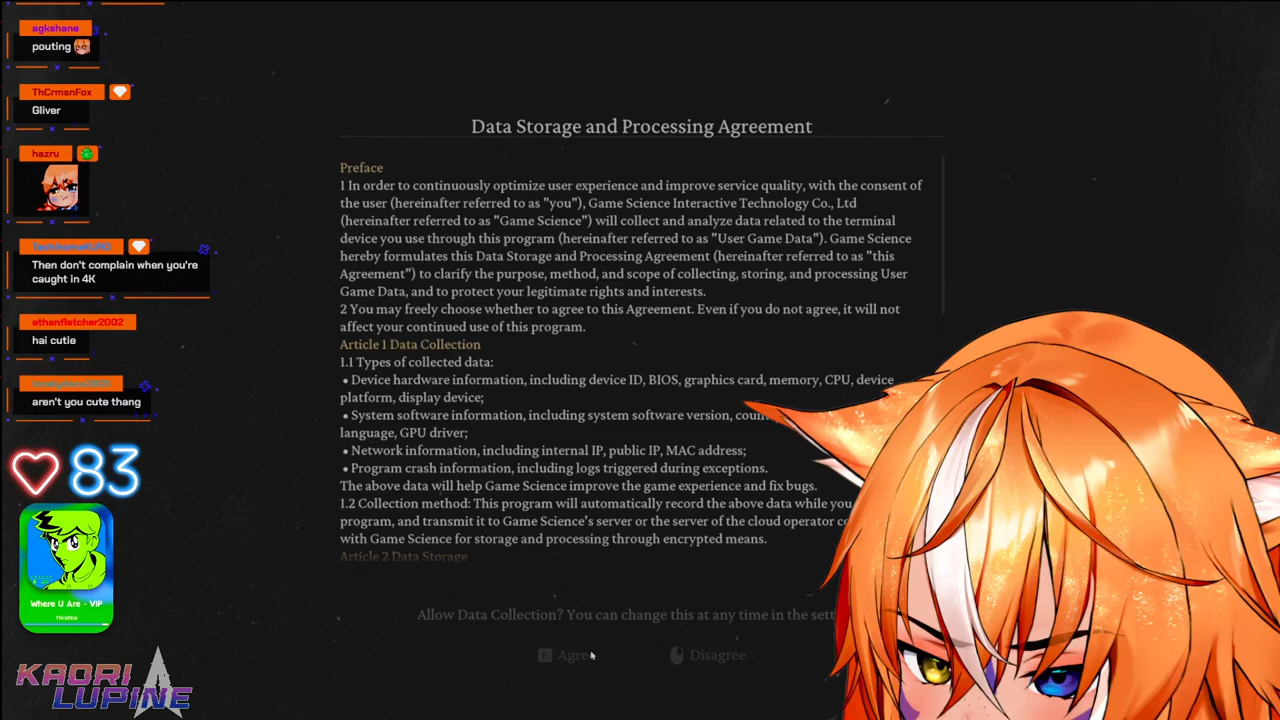 agkshane
pouting
ThCrmsnFox
Gliver
hazru
Then don't complain when you're
caught in 4K
ethanfletcher2002
hai cutie
aren't you cute thang
83
Where U Are - VIP
Throttle
KAORI
LUPINE
Data Storage and Processing Agreement
Preface
1 In order to continuously optimize user experience and improve service quality, with the consent of
the user (hereinafter referred to as "you"), Game Science Interactive Technology Co., Ltd
(hereinafter referred to as "Game Science") will collect and analyze data related to the terminal
device you use through this program (hereinafter referred to as "User Game Data"). Game Science
hereby formulates this Data Storage and Processing Agreement (hereinafter referred to as "this
Agreement") to clarify the purpose, method, and scope of collecting, storing, and processing User
Game Data, and to protect your legitimate rights and interests.
2 You may freely choose whether to agree to this Agreement. Even if you do not agree, it will not
affect your continued use of this program.
Article 1 Data Collection
1.1 Types of collected data:
• Device hardware information, including device ID, BIOS, graphics card, memory, CPU, device
platform, display device;
• System software information, including system software version,
language, GPU driver;
• Network information, including internal IP, public IP, MAC address;
• Program crash information, including logs triggered during exceptions.
The above data will help Game Science improve the game experience and fix bugs.
1.2 Collection method: This program will automatically record the above data while you
program, and transmit it to Game Science's server or the server of the cloud operator
with Game Science for storage and processing through encrypted means.
Article 2 Data Storage
Allow Data Collection? You can change this at any time in the
E Agree
Disagree